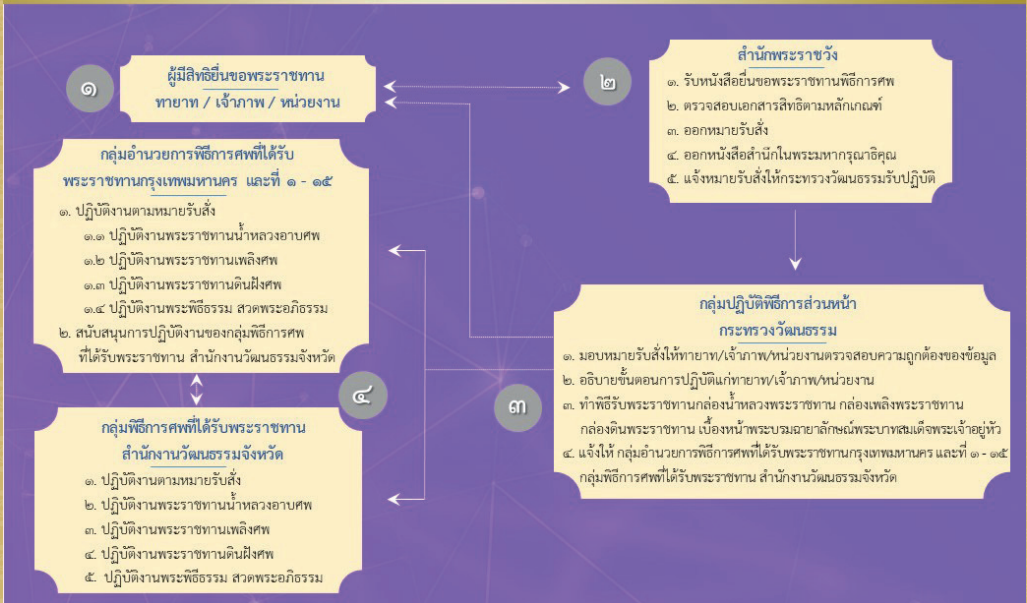 ๑
ผู้มีสิทธิยื่นขอพระราชทาน
ทายาท / เจ้าภาพ / หน่วยงาน
๒
สำนักพระราชวัง
๑. รับหนังสือยื่นขอพระราชทานพิธีการศพ
๒. ตรวจสอบเอกสารสิทธิตามหลักเกณฑ์
๓. ออกหมายรับสั่ง
๔. ออกหนังสือสำนึกในพระมหากรุณาธิคุณ
๕. แจ้งหมายรับสั่งให้กระทรวงวัฒนธรรมรับปฏิบัติ
๓
กลุ่มปฏิบัติพิธีการส่วนหน้า
กระทรวงวัฒนธรรม
๑. มอบหมายรับสั่งให้ทายาท/เจ้าภาพ/หน่วยงานตรวจสอบความถูกต้องของข้อมูล
๒. อธิบายขั้นตอนการปฏิบัติแก่ทายาท/เจ้าภาพ/หน่วยงาน
๓. ทำพิธีรับพระราชทานกล่องน้ำหลวงพระราชทาน กล่องเพลิงพระราชทาน
กล่องดินพระราชทาน เบื้องหน้าพระบรมฉายาลักษณ์พระบาทสมเด็จพระเจ้าอยู่หัว
๔. แจ้งให้ กลุ่มอำนวยการพิธีการศพที่ได้รับพระราชทานกรุงเทพมหานคร และที่ ๑ - ๑๕
กลุ่มพิธีการศพที่ได้รับพระราชทาน สำนักงานวัฒนธรรมจังหวัด
๔
กลุ่มอำนวยการพิธีการศพที่ได้รับ
พระราชทานกรุงเทพมหานคร และที่ ๑ - ๑๕
๑. ปฏิบัติงานตามหมายรับสั่ง
๑.๑ ปฏิบัติงานพระราชทานน้ำหลวงอาบศพ
๑.๒ ปฏิบัติงานพระราชทานเพลิงศพ
๑.๓ ปฏิบัติงานพระราชทานดินฝังศพ
๑.๔ ปฏิบัติงานพระพิธีธรรม สวดพระอภิธรรม
๒. สนับสนุนการปฏิบัติงานของกลุ่มพิธีการศพ
ที่ได้รับพระราชทาน สำนักงานวัฒนธรรมจังหวัด
กลุ่มพิธีการศพที่ได้รับพระราชทาน
สำนักงานวัฒนธรรมจังหวัด
๑. ปฏิบัติงานตามหมายรับสั่ง
๒. ปฏิบัติงานพระราชทานน้ำหลวงอาบศพ
๓. ปฏิบัติงานพระราชทานเพลิงศพ
๔. ปฏิบัติงานพระราชทานดินฝังศพ
๕. ปฏิบัติงานพระพิธีธรรม สวดพระอภิธรรม